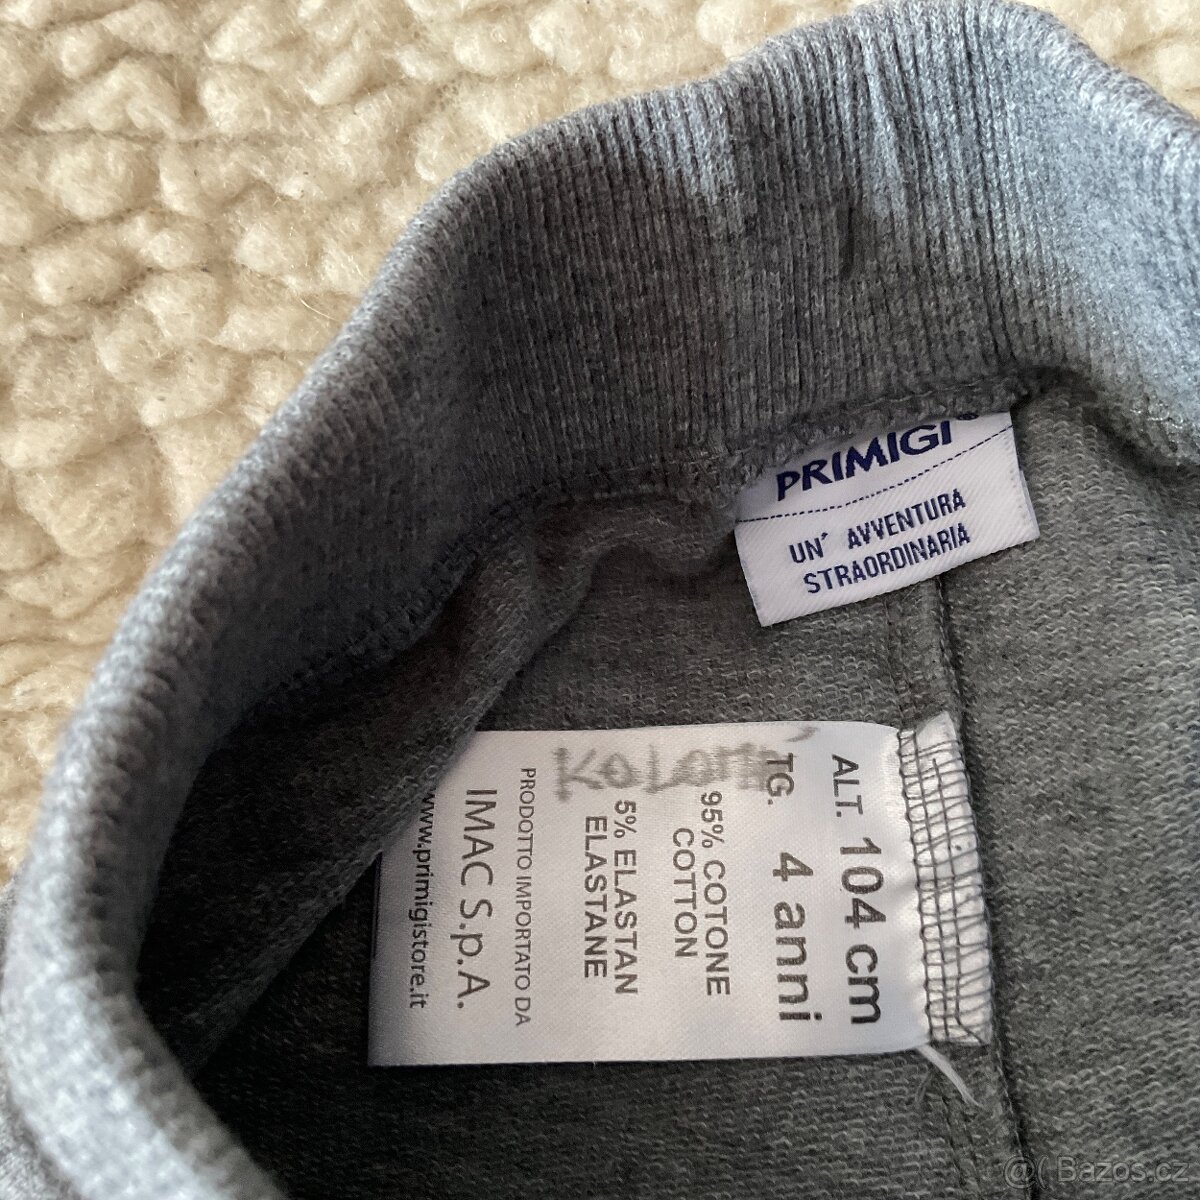 PRIMIGI®
UN' AVVENTURA
STRAORDINARIA
ALT. 104 cm
TG. 4 anni
95% COTONE
COTTON
5% ELASTAN
ELASTANE
PRODOTTO IMPORTATO DA
IMAC S.p.A.
www.primigistore.it
Bazos.cz